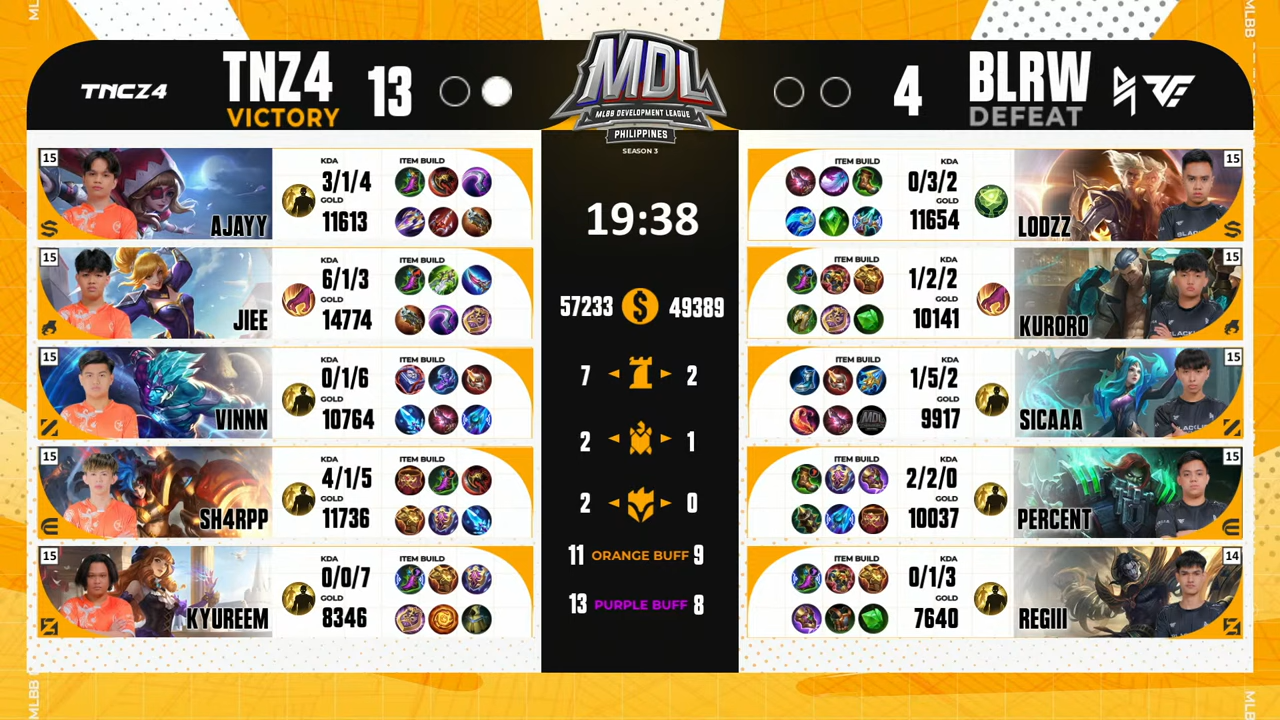 MLBB
MLBB
TNCZ4
TNZ4
VICTORY
13
MDL
MLBB DEVELOPMENT LEAGUE
PHILIPPINES
SEASON 3
4
BLRW
DEFEAT
15
AJAYY
KDA
3/1/4
GOLD
11613
ITEM BUILD
15
JIEE
KDA
6/1/3
GOLD
14774
ITEM BUILD
15
VINNN
KDA
0/1/6
GOLD
10764
ITEM BUILD
15
SH4RPP
KDA
4/1/5
GOLD
11736
ITEM BUILD
15
KYUREEM
KDA
0/0/7
GOLD
8346
ITEM BUILD
19:38
57233 $ 49389
7 2
2 1
2 0
11 ORANGE BUFF 9
13 PURPLE BUFF 8
ITEM BUILD
KDA
0/3/2
GOLD
11654
15
LODZZ
ITEM BUILD
KDA
1/2/2
GOLD
10141
15
KURORO
ITEM BUILD
KDA
1/5/2
GOLD
9917
MDL
15
SICAAA
ITEM BUILD
KDA
2/2/0
GOLD
10037
15
PERCENT
ITEM BUILD
KDA
0/1/3
GOLD
7640
14
REGIII
MLBB
MLBB